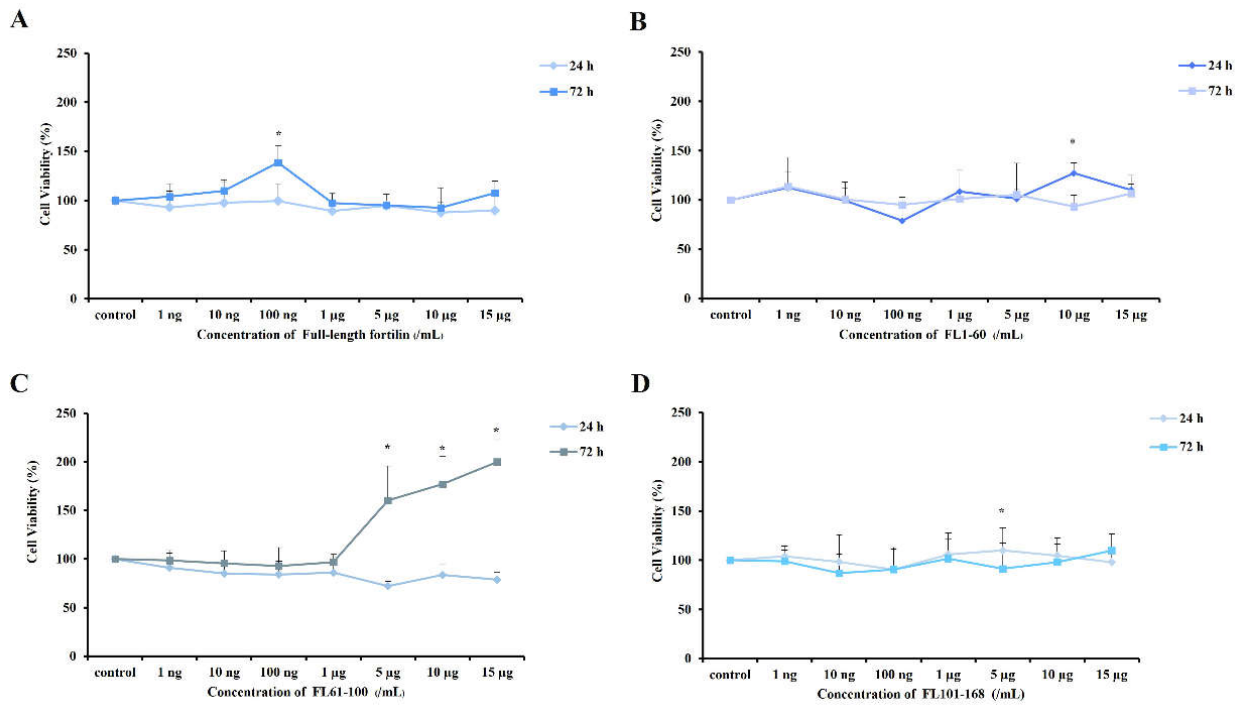 A
250
200
150
100
50
0
Cell Viability (%)
*
24 h
72 h
control 1 ng 10 ng 100 ng 1 µg 5 µg 10 µg 15 µg
Concentration of Full-length fortilin (/mL)
B
250
200
150
100
50
0
Cell Viability (%)
*
24 h
72 h
control 1 ng 10 ng 100 ng 1 µg 5 µg 10 µg 15 µg
Concentration of FL1-60 (/mL)
C
250
200
150
100
50
0
Cell Viability (%)
* * *
24 h
72 h
control 1 ng 10 ng 100 ng 1 µg 5 µg 10 µg 15 µg
Concentration of FL61-100 (/mL)
D
250
200
150
100
50
0
Cell Viability (%)
*
24 h
72 h
control 1 ng 10 ng 100 ng 1 µg 5 µg 10 µg 15 µg
Concentration of FL101-168 (/mL)